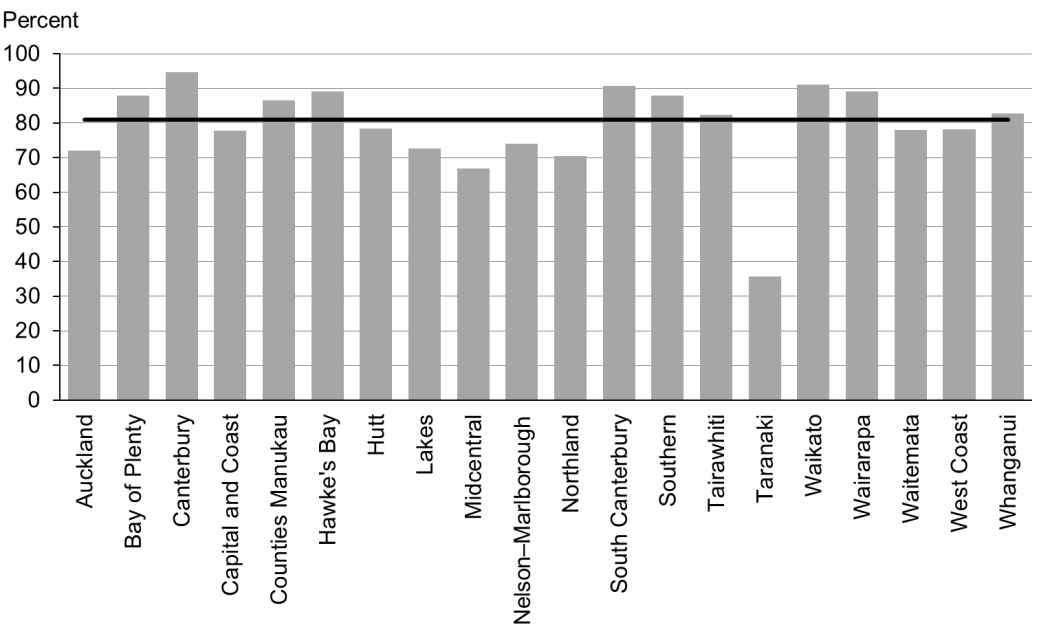 Percent
100
90
80
70
60
50
40
30
20
10
0
Auckland
Bay of Plenty
Canterbury
Capital and Coast
Counties Manukau
Hawke's Bay
Hutt
Lakes
Midcentral
Nelson–Marlborough
Northland
South Canterbury
Southern
Tairawhiti
Taranaki
Waikato
Wairarapa
Waitemata
West Coast
Whanganui